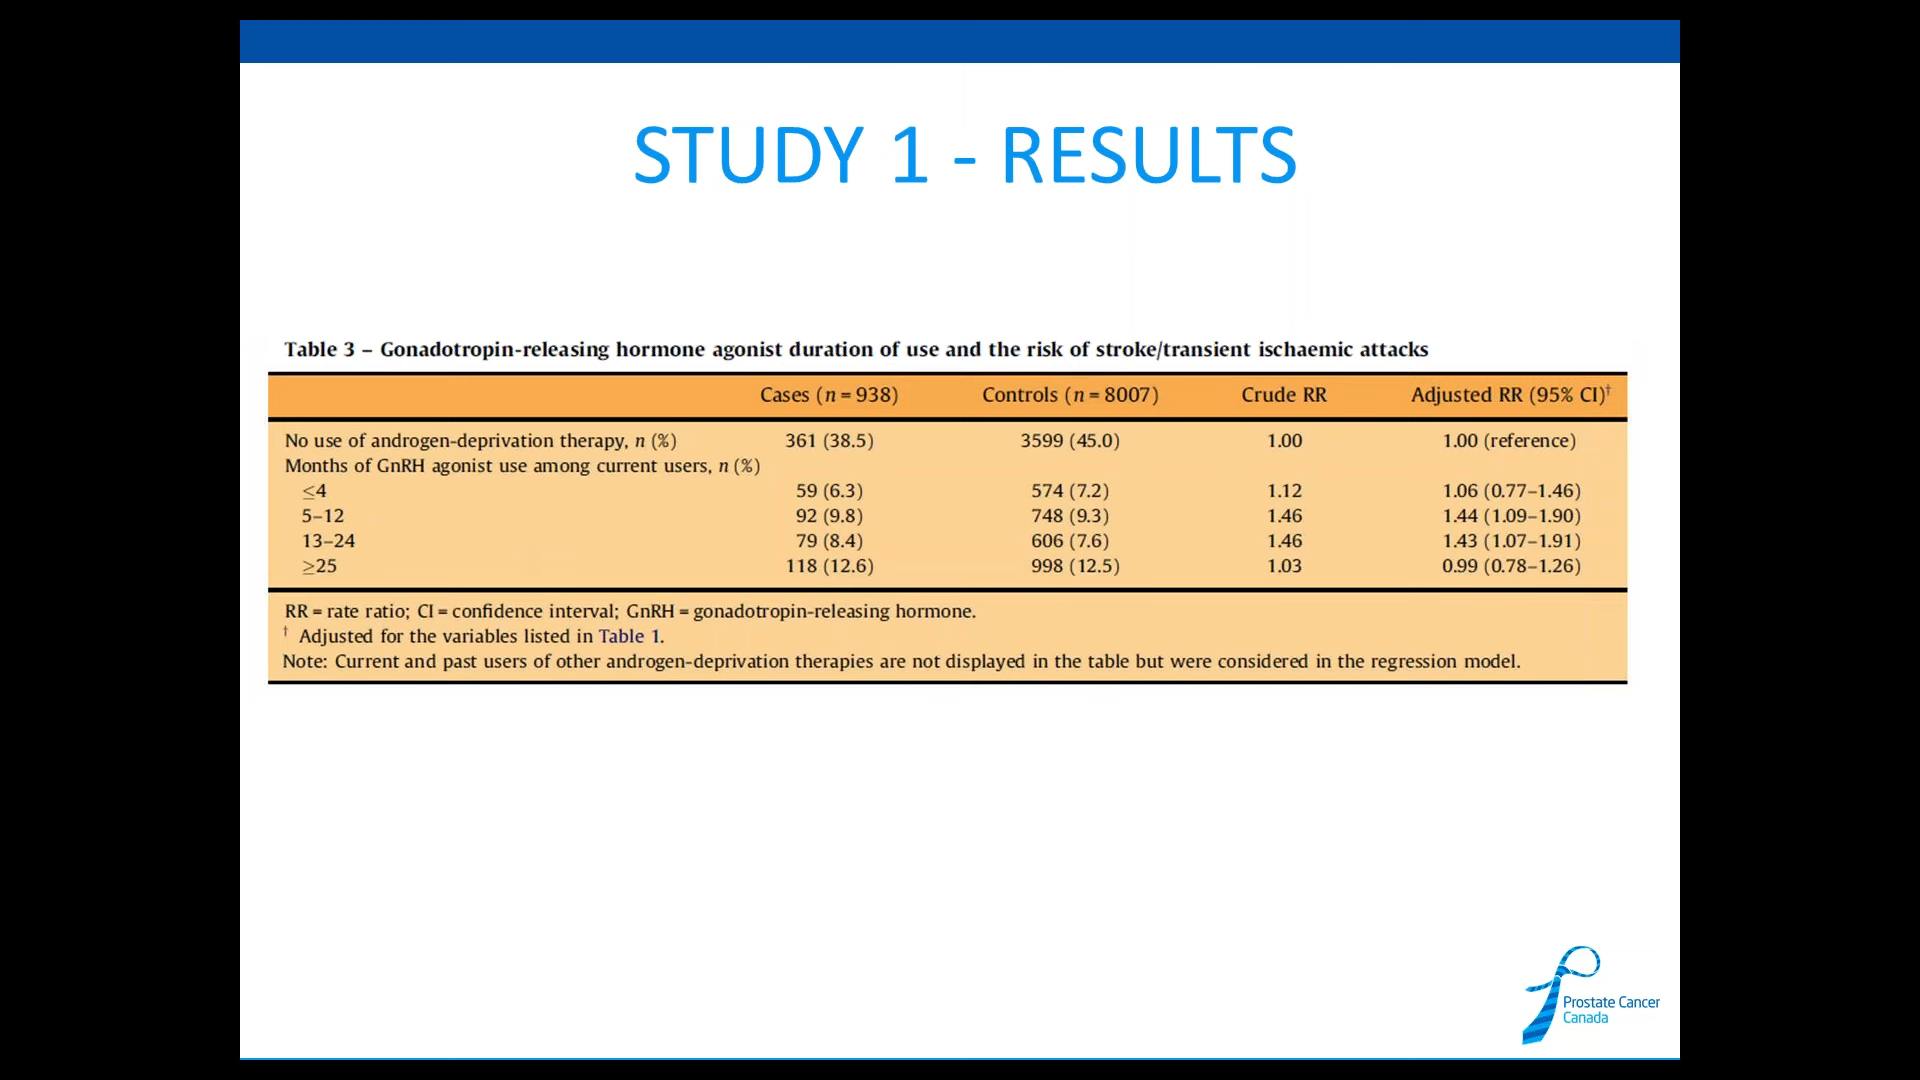 STUDY 1 - RESULTS
Table 3 – Gonadotropin-releasing hormone agonist duration of use and the risk of stroke/transient ischaemic attacks
Cases (n = 938) Controls (n = 8007) Crude RR Adjusted RR (95% CI)†
No use of androgen-deprivation therapy, n (%) 361 (38.5) 3599 (45.0) 1.00 1.00 (reference)
Months of GnRH agonist use among current users, n (%)
≤4 59 (6.3) 574 (7.2) 1.12 1.06 (0.77–1.46)
5–12 92 (9.8) 748 (9.3) 1.46 1.44 (1.09–1.90)
13–24 79 (8.4) 606 (7.6) 1.46 1.43 (1.07–1.91)
≥25 118 (12.6) 998 (12.5) 1.03 0.99 (0.78–1.26)
RR = rate ratio; CI = confidence interval; GnRH = gonadotropin-releasing hormone.
† Adjusted for the variables listed in Table 1.
Note: Current and past users of other androgen-deprivation therapies are not displayed in the table but were considered in the regression model.
Prostate Cancer
Canada